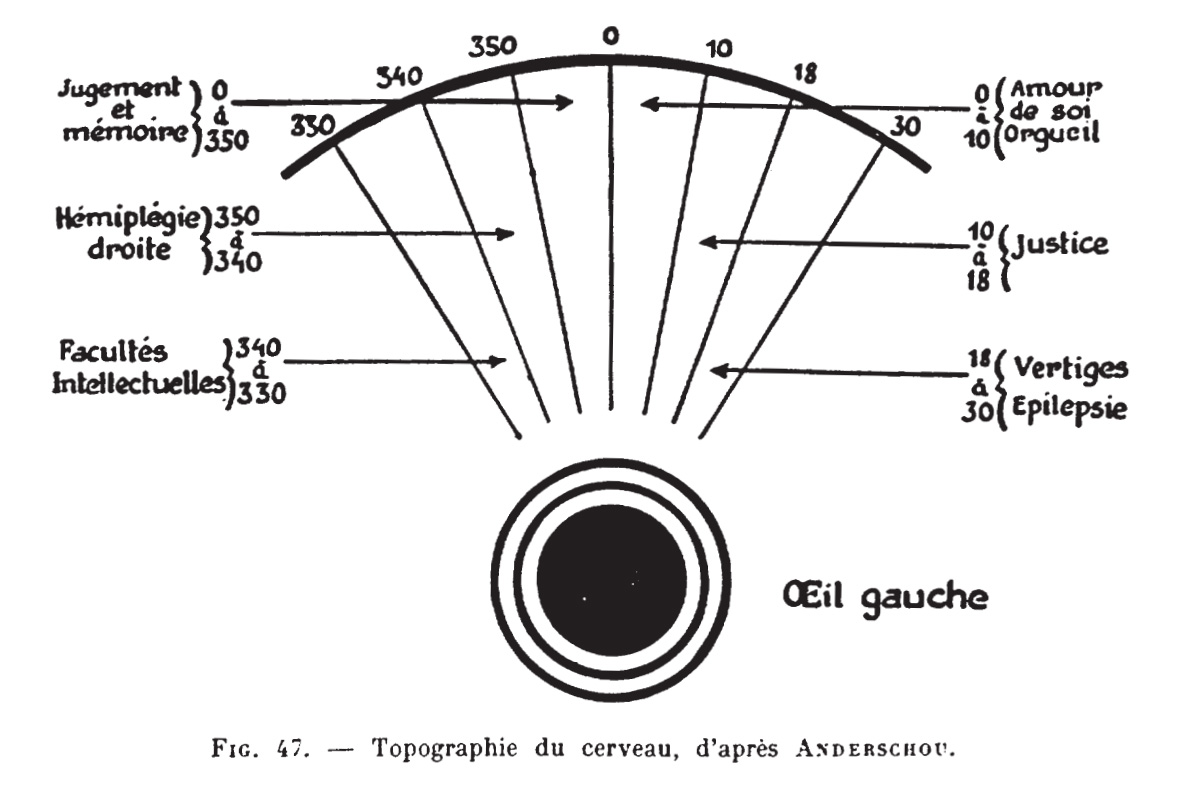 0
350
10
340
18
330
30
Jugement
et
mémoire
0
à
350
0
à
10
Amour
de soi
Orgueil
Hémiplégie
droite
350
à
340
10
à
18
Justice
Facultés
Intellectuelles
340
à
330
18
à
30
Vertiges
Epilepsie
Œil gauche
FIG. 47. — Topographie du cerveau, d'après ANDERSCHOU.